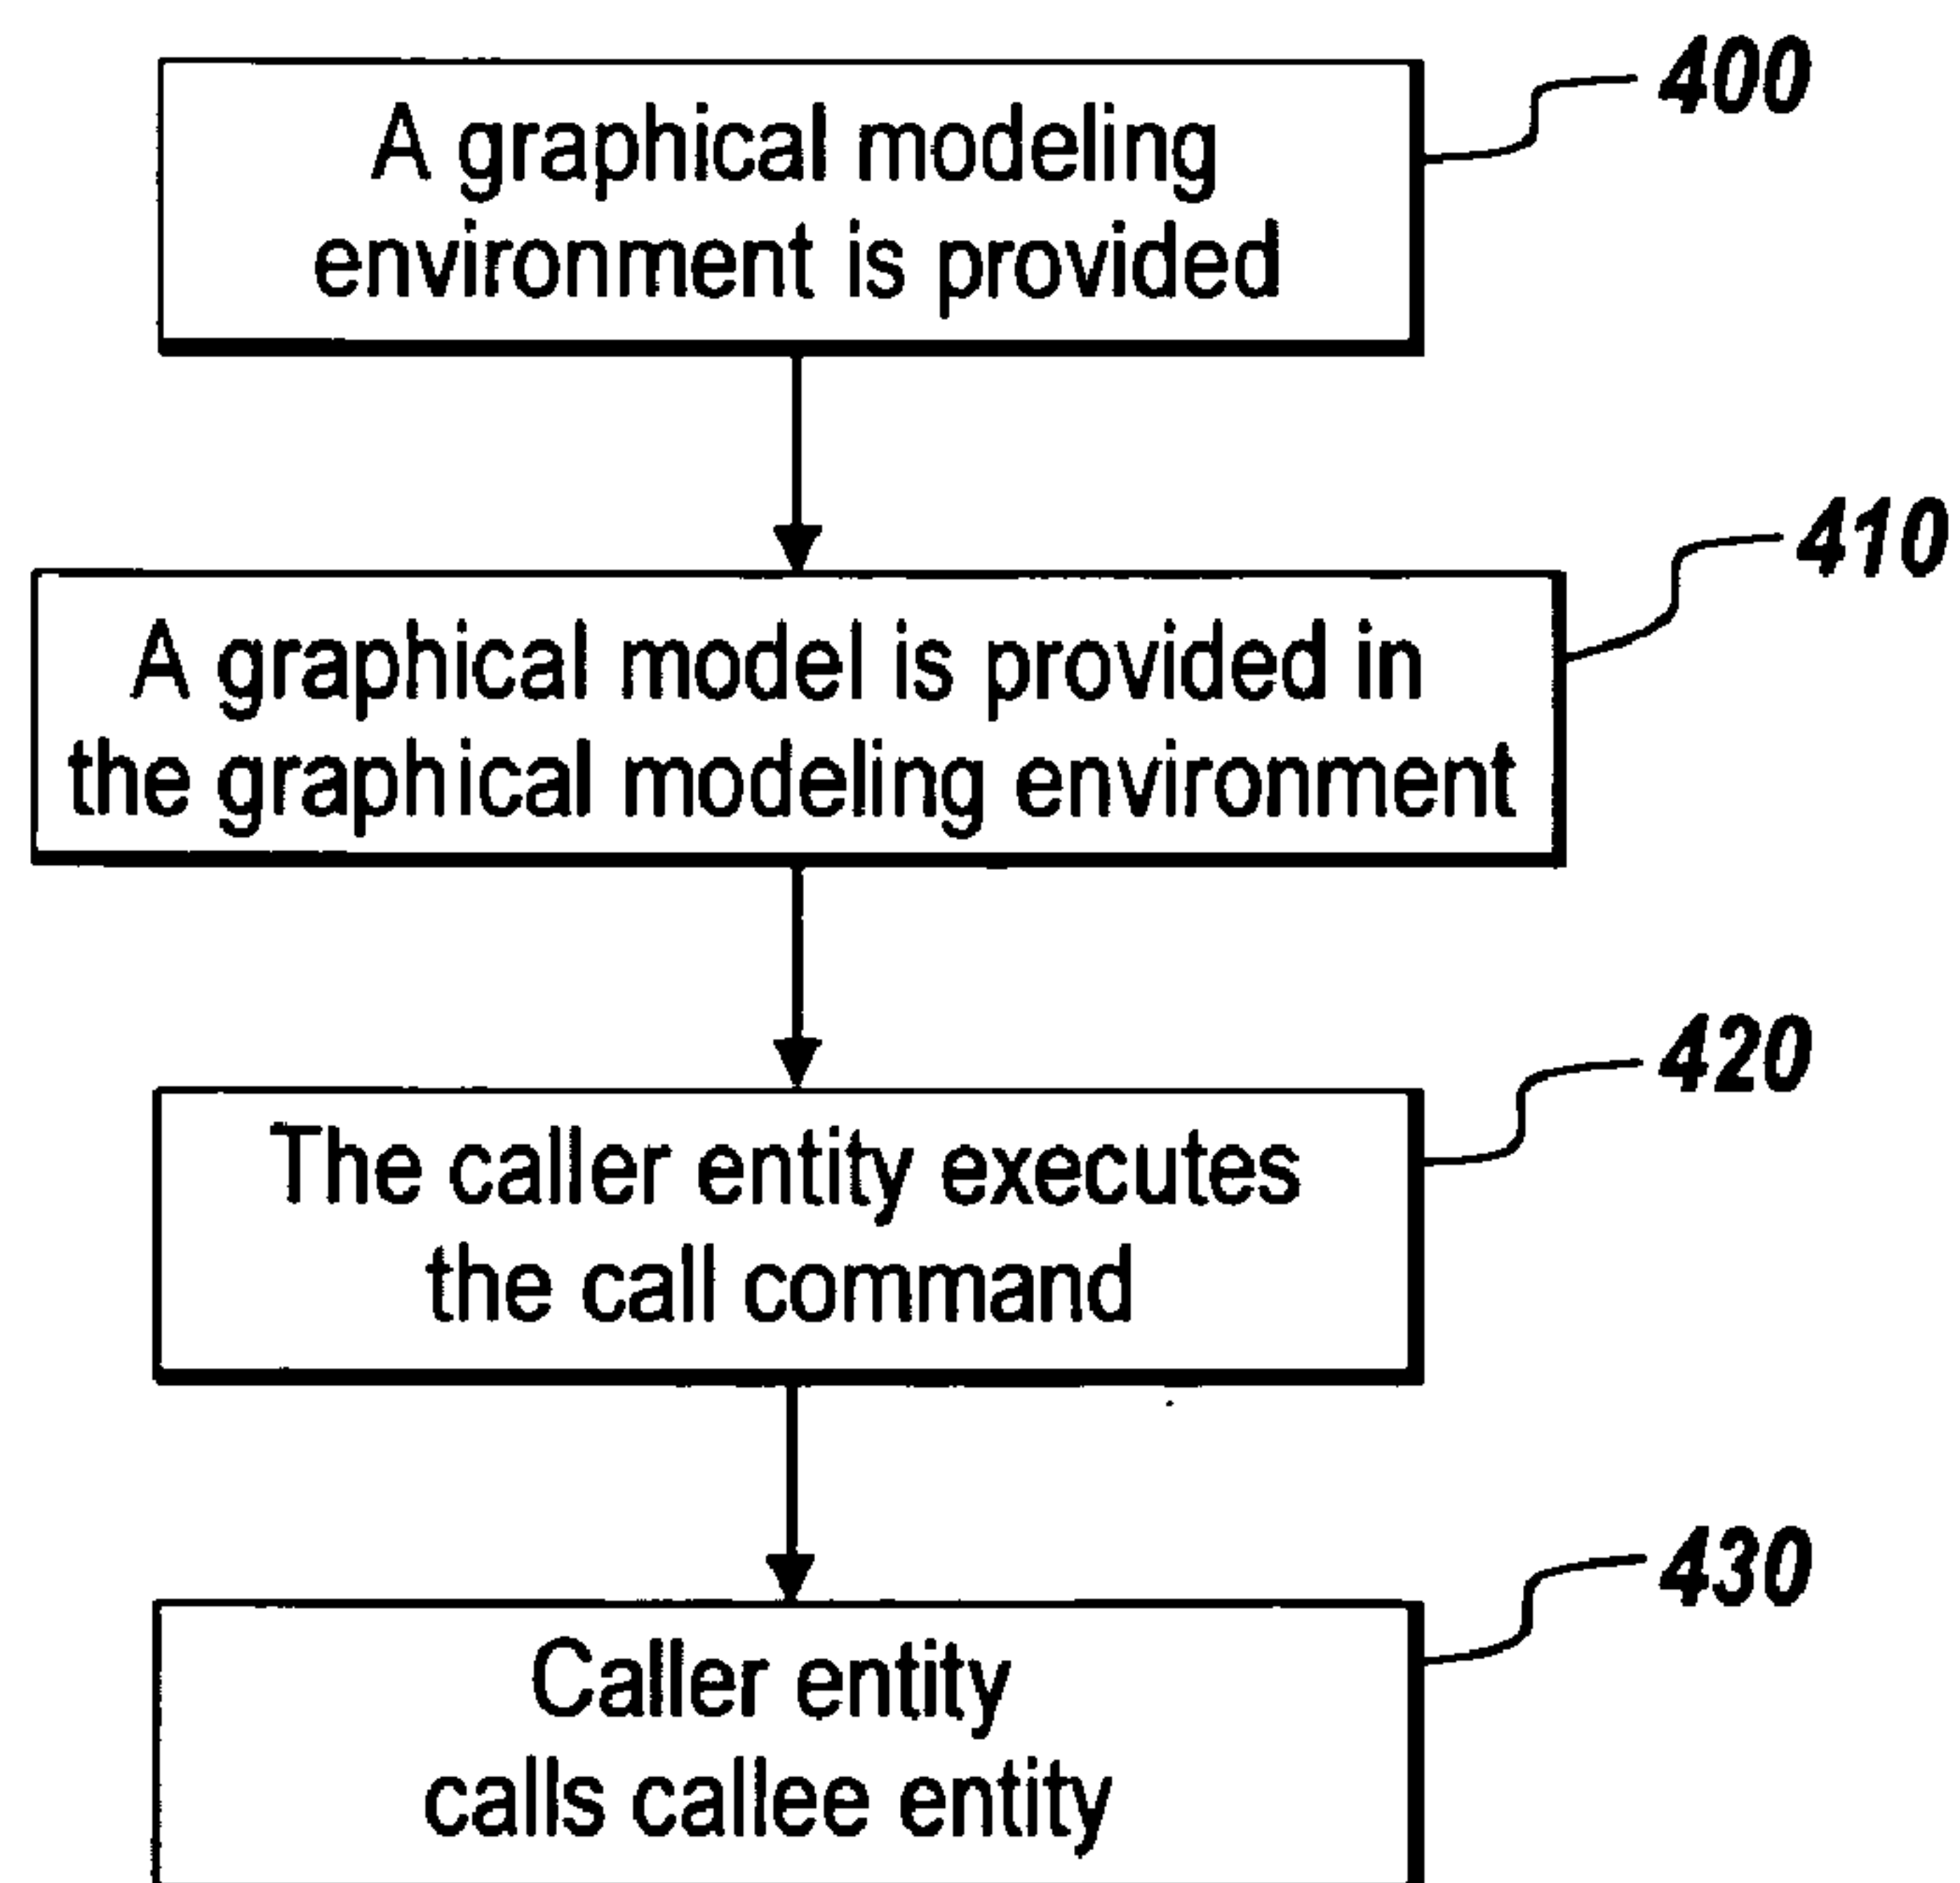 400
A graphical modeling
environment is provided
410
A graphical model is provided in
the graphical modeling environment
420
The caller entity executes
the call command
430
Caller entity
calls callee entity